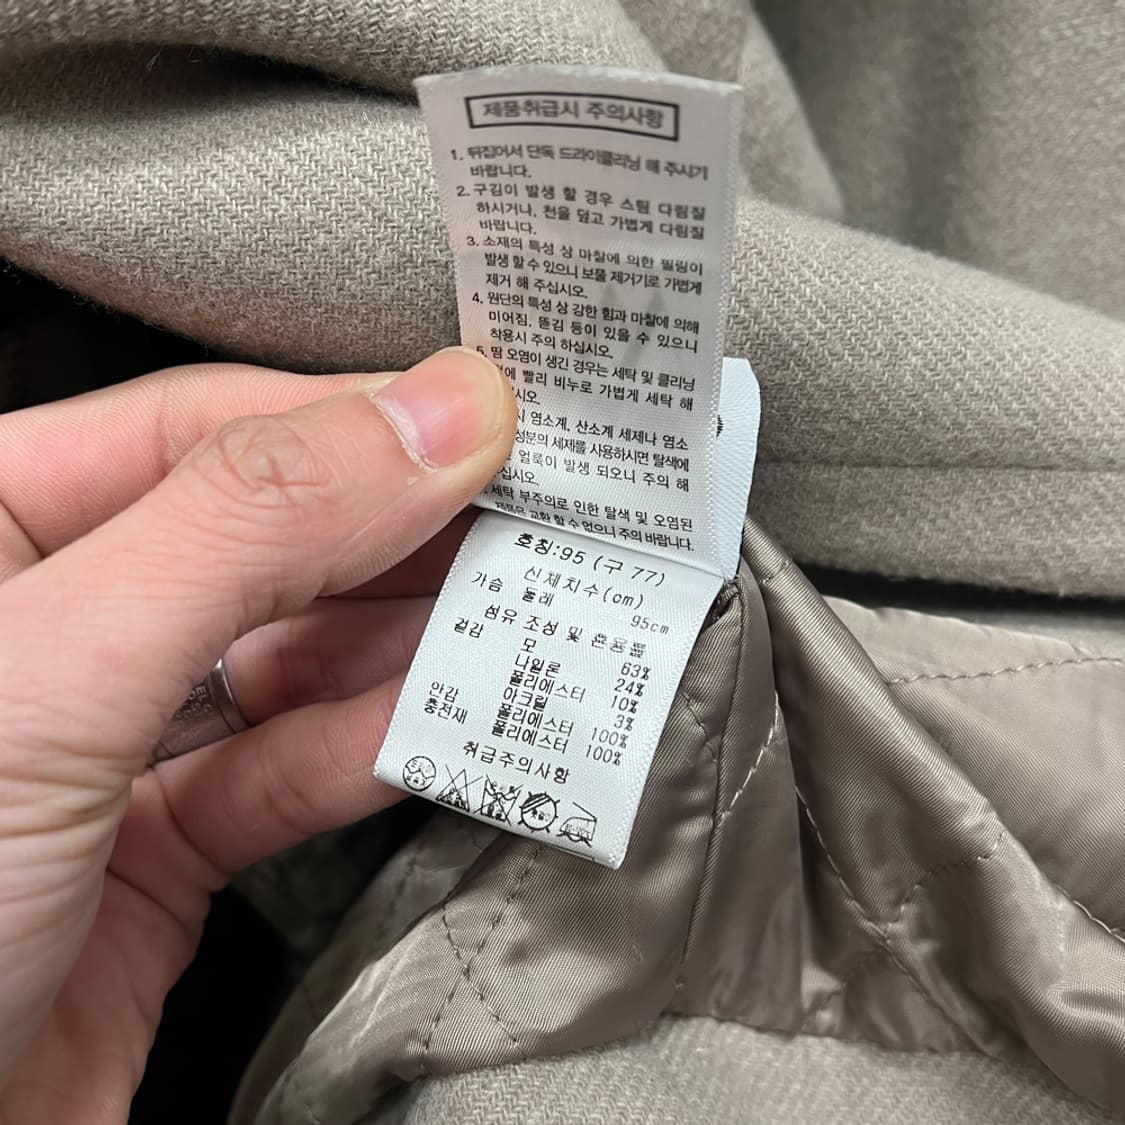 제품취급시 주의사항
1. 뒤집어서 단독 드라이클리닝 해 주시기
바랍니다.
2. 구김이 발생 할 경우 스팀 다림질
하시거나, 천을 덮고 가볍게 다림질
바랍니다.
3. 소재의 특성 상 마찰에 의한 필링이
발생 할 수 있으니 보풀 제거기로 가볍게
제거 해 주십시오.
4. 원단의 특성 상 강한 힘과 마찰에 의해
미어짐, 뜯김 등이 있을 수 있으니
착용시 주의 하십시오.
5. 땀 오염이 생긴 경우는 세탁 및 클리닝
에 빨리 비누로 가볍게 세탁 해
시오.
시 염소계, 산소계 세제나 염소
성분의 세제를 사용하시면 탈색에
얼룩이 발생 되오니 주의 해
십시오.
세탁 부주의로 인한 탈색 및 오염된
제품은 교환 할 수 없으니 주의 바랍니다.
호칭:95 (구 77)
신체치수(cm)
가슴둘레 95cm
섬유 조성 및 혼용률
겉감 모 63%
나일론 24%
폴리에스터 10%
아크릴 3%
안감 폴리에스터 100%
충전재 폴리에스터 100%
취급주의사항